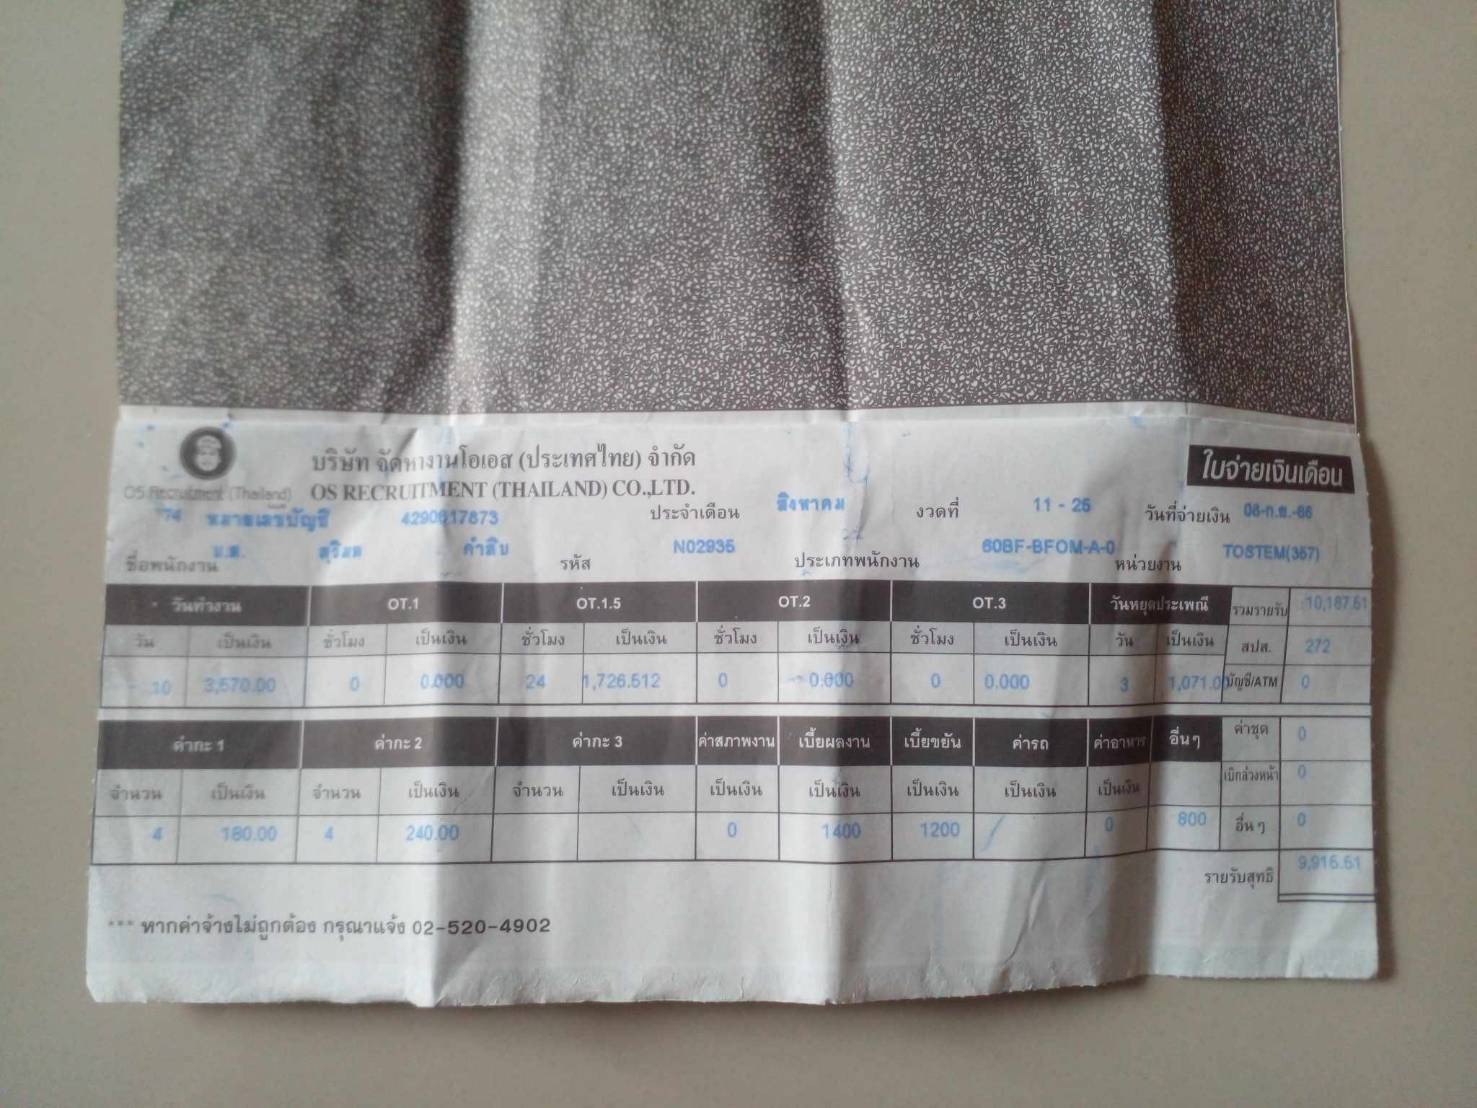 บริษัท จัดหางานโอเอส (ประเทศไทย) จำกัด
ใบจ่ายเงินเดือน
OS Recruitment (Thailand) OS RECRUITMENT (THAILAND) CO.,LTD.
74 หมายเลขบัญชี 4290617673 ประจำเดือน สิงหาคม งวดที่ 11 - 25 วันที่จ่ายเงิน 06-ก.ย.-66
ชื่อพนักงาน น.ส. คำสิบ รหัส N02935 ประเภทพนักงาน 60BF-BFOM-A-0 หน่วยงาน TOSTEM(357)
วันทำงาน OT.1 OT.1.5 OT.2 OT.3 วันหยุดประเพณี รวมรายรับ 10,187.51
วัน เป็นเงิน ชั่วโมง เป็นเงิน ชั่วโมง เป็นเงิน ชั่วโมง เป็นเงิน ชั่วโมง เป็นเงิน วัน เป็นเงิน สปส. 272
10 3,570.00 0 0.000 24 1,726.512 0 0.000 0 0.000 3 1,071.0 บัญชี/ATM 0
ค่ากะ 1 ค่ากะ 2 ค่ากะ 3 ค่าสภาพงาน เบี้ยผลงาน เบี้ยขยัน ค่ารถ ค่าอาหาร อื่นๆ ค่าชุด 0
จำนวน เป็นเงิน จำนวน เป็นเงิน จำนวน เป็นเงิน เป็นเงิน เป็นเงิน เป็นเงิน เป็นเงิน เป็นเงิน เบิกล่วงหน้า 0
4 180.00 4 240.00 0 1400 1200 0 800 อื่นๆ 0
รายรับสุทธิ 9,915.51
*** หากค่าจ้างไม่ถูกต้อง กรุณาแจ้ง 02-520-4902